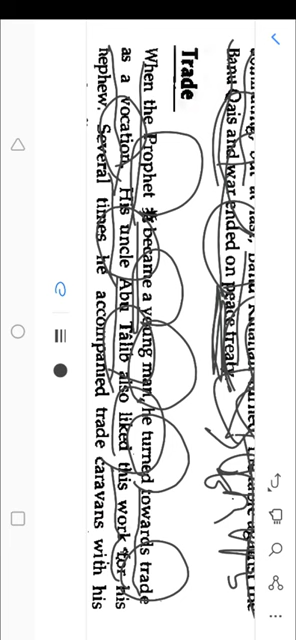 Banu Qais and war ended on peace treaty
Trade
When the Prophet ﷺ became a young man, he turned towards trade
as a vocation. His uncle Abu Tâlib also liked this work for his
nephew. Several times he accompanied trade caravans with his